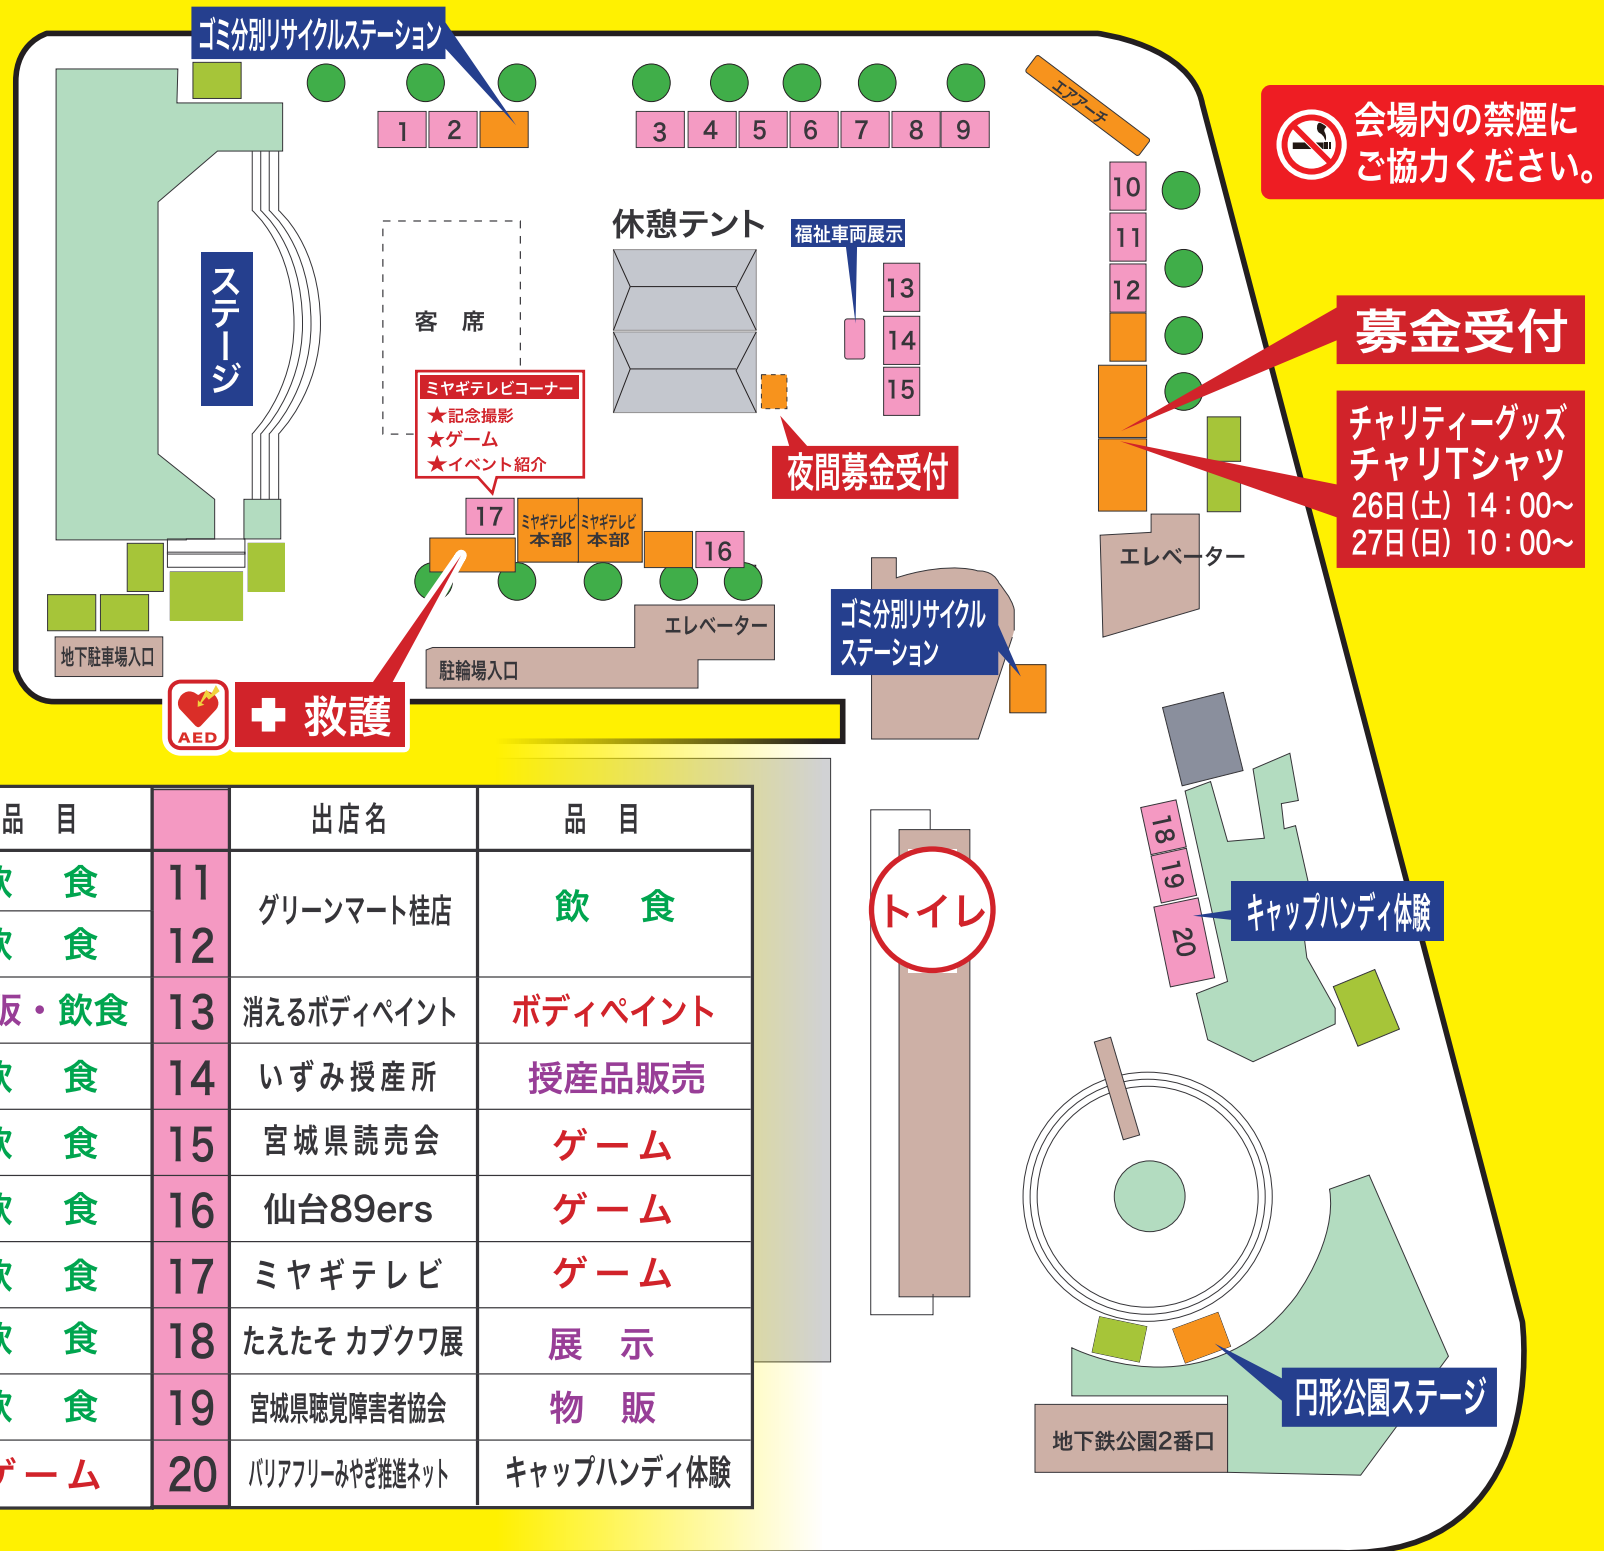 ゴミ分別リサイクルステーション
1
2
3
4
5
6
7
8
9
エアアーチ
会場内の禁煙に
ご協力ください。
10
11
12
休憩テント
福祉車両展示
13
14
15
ステージ
客 席
募金受付
チャリティーグッズ
チャリTシャツ
26日(土) 14:00〜
27日(日) 10:00〜
ミヤギテレビコーナー
★記念撮影
★ゲーム
★イベント紹介
夜間募金受付
17
ミヤギテレビ
本部
ミヤギテレビ
本部
16
エレベーター
エレベーター
地下駐車場入口
駐輪場入口
ゴミ分別リサイクル
ステーション
AED
救護
18
19
20
キャップハンディ体験
トイレ
円形公園ステージ
地下鉄公園2番口
品 目 出店名 品 目
飲 食 11 グリーンマート桂店 飲 食
飲 食 12
販・飲食 13 消えるボディペイント ボディペイント
飲 食 14 いずみ授産所 授産品販売
飲 食 15 宮城県読売会 ゲーム
飲 食 16 仙台89ers ゲーム
飲 食 17 ミヤギテレビ ゲーム
飲 食 18 たえたそ カブクワ展 展 示
飲 食 19 宮城県聴覚障害者協会 物 販
ゲーム 20 バリアフリーみやぎ推進ネット キャップハンディ体験